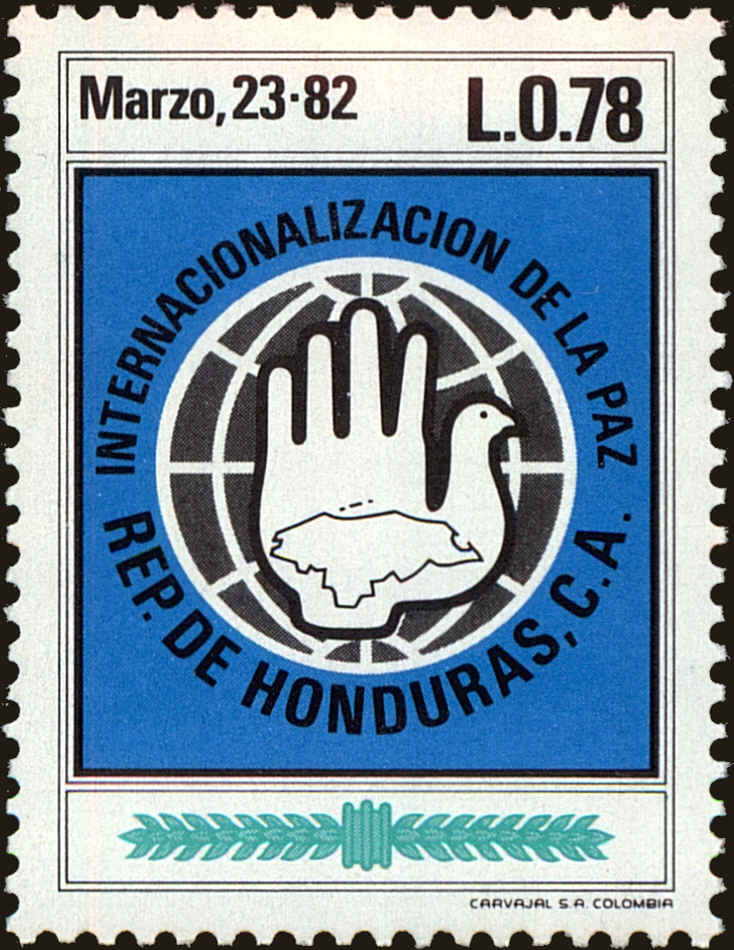 Marzo, 23·82
L.0.78
INTERNACIONALIZACION DE LA PAZ
REP. DE HONDURAS, C.A.
CARVAJAL S.A. COLOMBIA